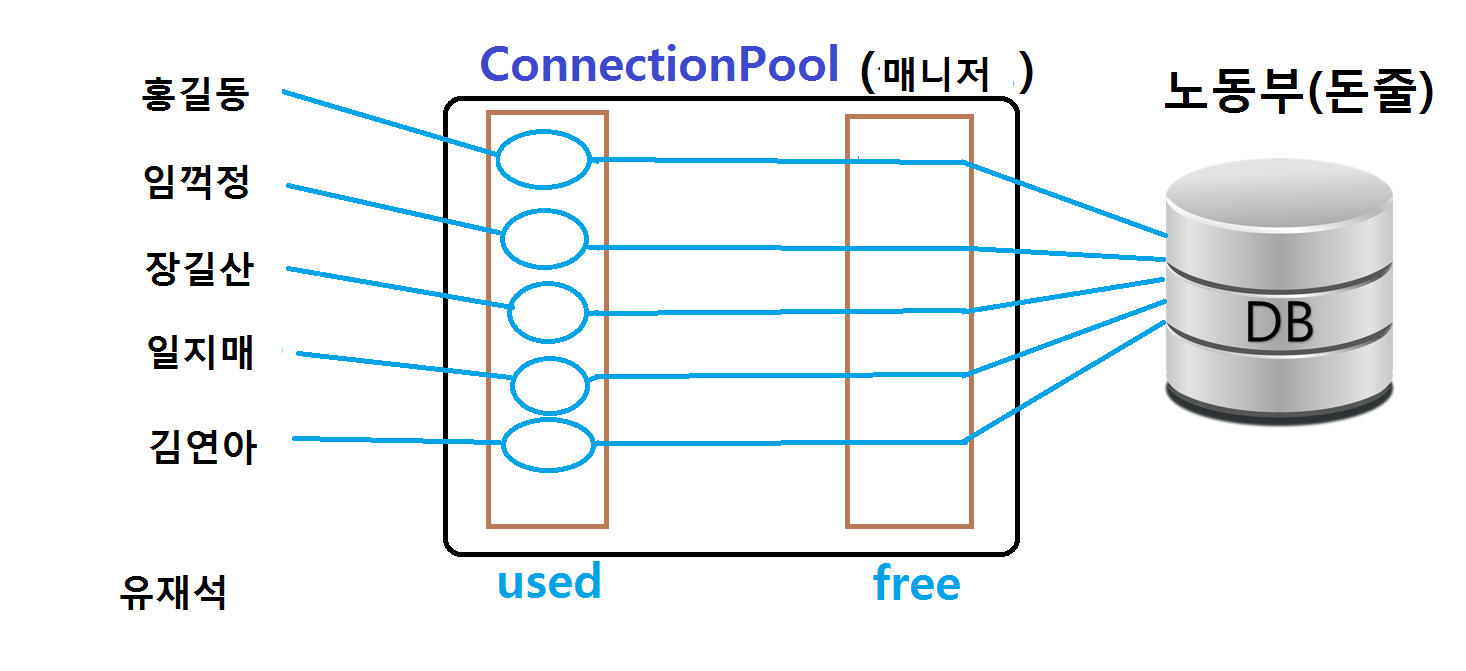 ConnectionPool (매니저 )
노동부(돈줄)
홍길동
임꺽정
장길산
일지매
김연아
유재석
DB
used
free